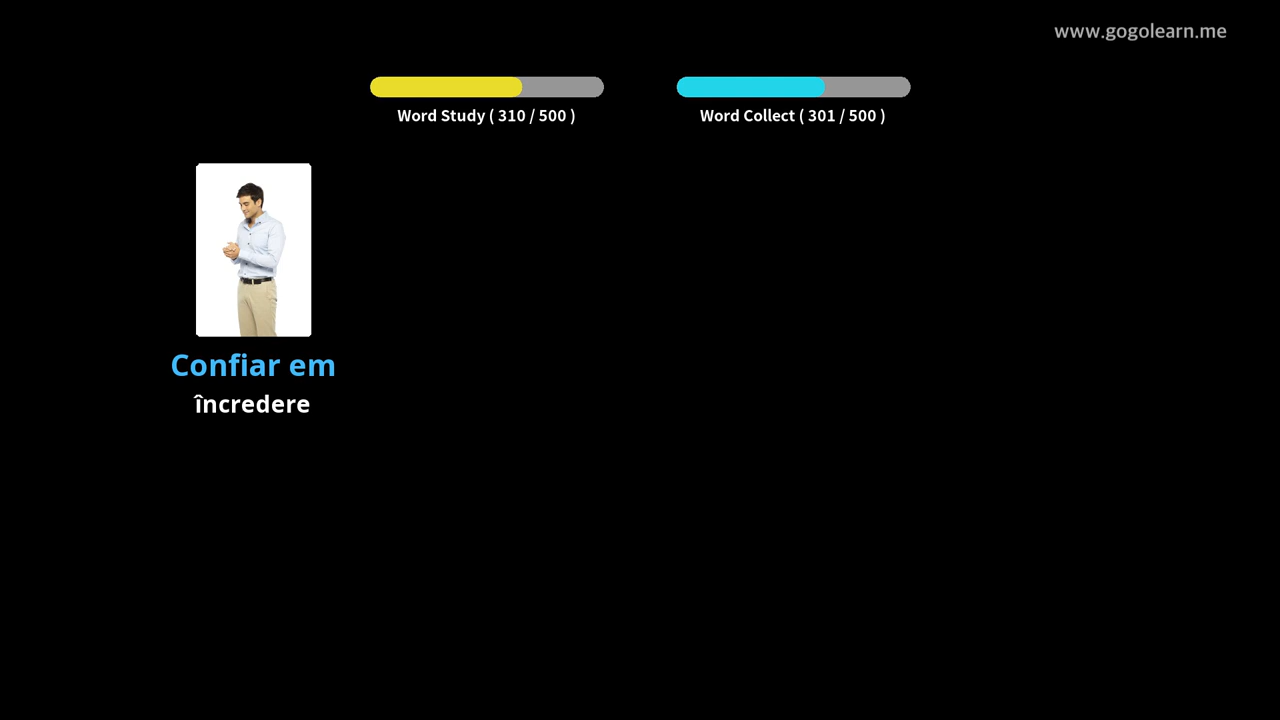 www.gogolearn.me
Word Study ( 310 / 500 )
Word Collect ( 301 / 500 )
Confiar em
încredere